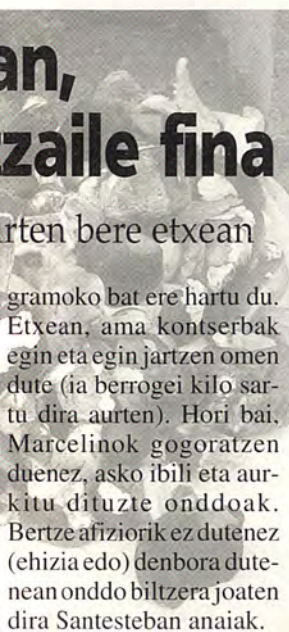 an,
zaile fina
rten bere etxean
gramoko bat ere hartu du.
Etxean, ama kontserbak
egin eta egin jartzen omen
dute (ia berrogei kilo sar-
tu dira aurten). Hori bai,
Marcelinok gogoratzen
duenez, asko ibili eta aur-
kitu dituzte onddoak.
Bertze afiziorik ez dutenez
(ehizia edo) denbora dute-
nean onddo biltzera joaten
dira Santesteban anaiak.